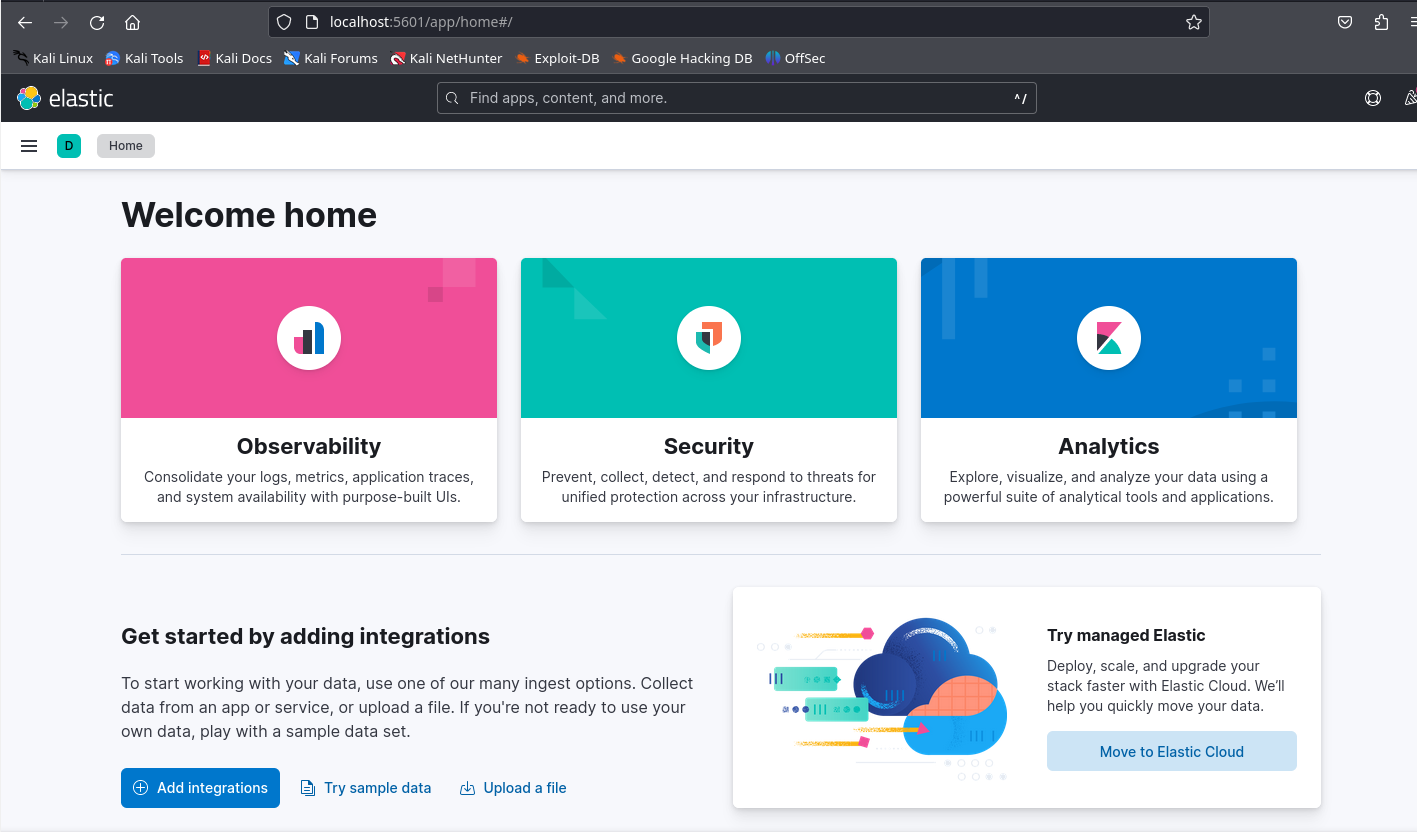 localhost:5601/app/home#/
Kali Linux Kali Tools Kali Docs Kali Forums Kali NetHunter Exploit-DB Google Hacking DB OffSec
elastic Find apps, content, and more. ^/
D Home
Welcome home
Observability
Consolidate your logs, metrics, application traces,
and system availability with purpose-built UIs.
Security
Prevent, collect, detect, and respond to threats for
unified protection across your infrastructure.
Analytics
Explore, visualize, and analyze your data using a
powerful suite of analytical tools and applications.
Get started by adding integrations
To start working with your data, use one of our many ingest options. Collect
data from an app or service, or upload a file. If you're not ready to use your
own data, play with a sample data set.
Add integrations Try sample data Upload a file
Try managed Elastic
Deploy, scale, and upgrade your
stack faster with Elastic Cloud. We’ll
help you quickly move your data.
Move to Elastic Cloud